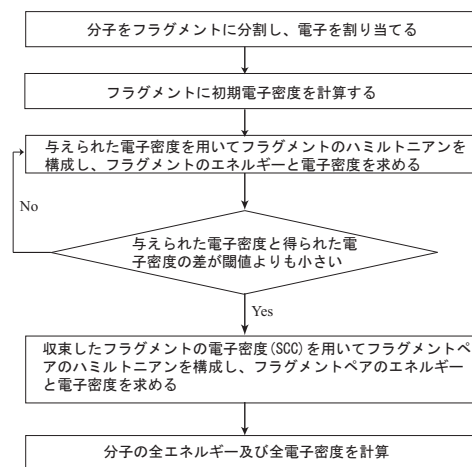 分子をフラグメントに分割し、電子を割り当てる
フラグメントに初期電子密度を計算する
与えられた電子密度を用いてフラグメントのハミルトニアンを
構成し、フラグメントのエネルギーと電子密度を求める
No
与えられた電子密度と得られた電
子密度の差が閾値よりも小さい
Yes
収束したフラグメントの電子密度(SCC)を用いてフラグメントペ
アのハミルトニアンを構成し、フラグメントペアのエネルギー
と電子密度を求める
分子の全エネルギー及び全電子密度を計算